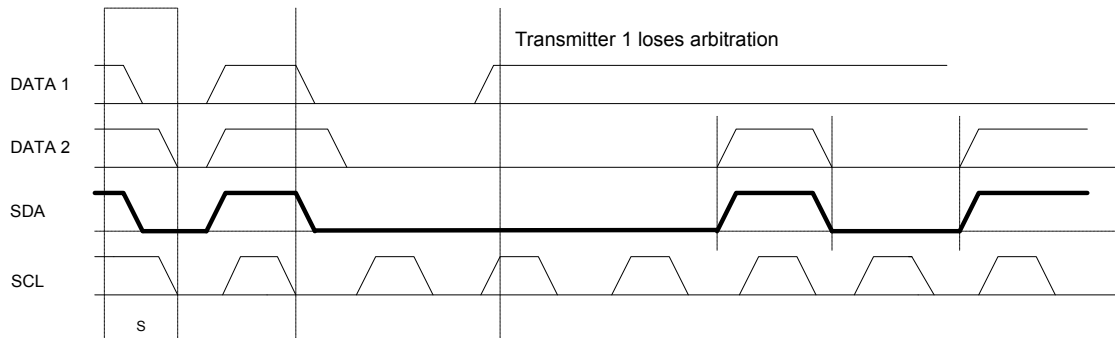 Transmitter 1 loses arbitration
DATA 1
DATA 2
SDA
SCL
S